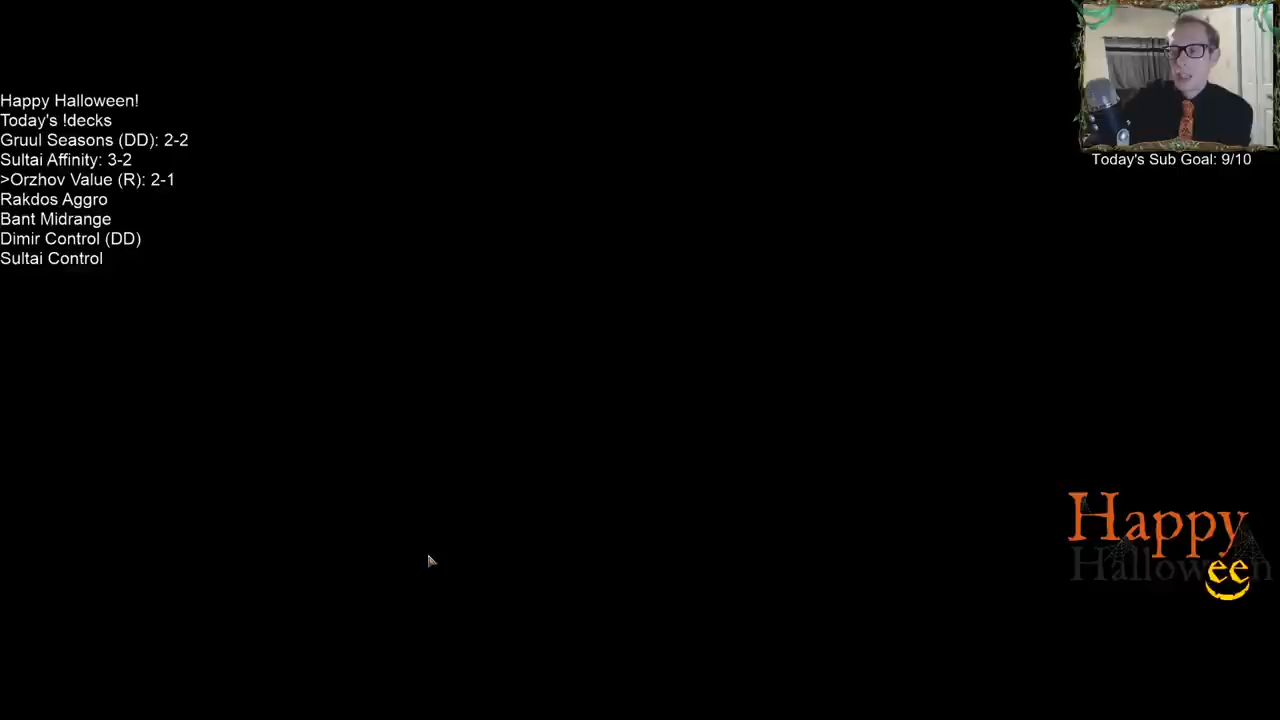 Happy Halloween!
Today's !decks
Gruul Seasons (DD): 2-2
Sultai Affinity: 3-2
>Orzhov Value (R): 2-1
Rakdos Aggro
Bant Midrange
Dimir Control (DD)
Sultai Control
Today's Sub Goal: 9/10
Happy
Halloween